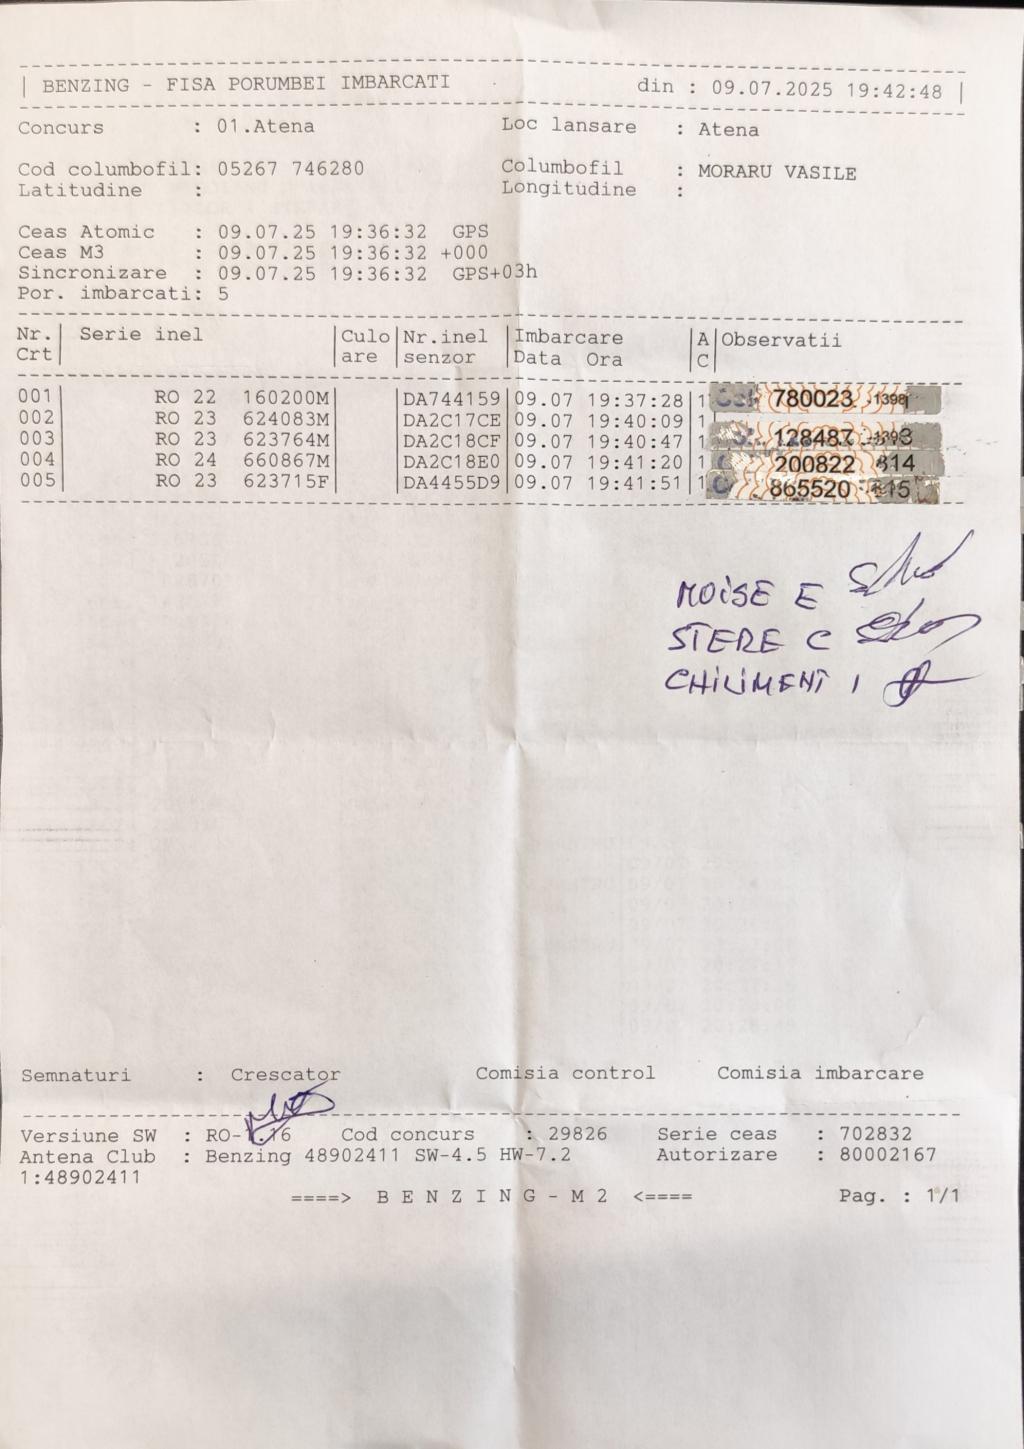 BENZING - FISA PORUMBEI IMBARCATI din : 09.07.2025 19:42:48
Concurs : 01.Atena Loc lansare : Atena
Cod columbofil: 05267 746280 Columbofil : MORARU VASILE
Latitudine : Longitudine :
Ceas Atomic : 09.07.25 19:36:32 GPS
Ceas M3 : 09.07.25 19:36:32 +000
Sincronizare : 09.07.25 19:36:32 GPS+03h
Por. imbarcati: 5
Nr. | Serie inel | Culo | Nr.inel | Imbarcare | A | Observatii
Crt | | are | senzor | Data Ora | C |
001 | RO 22 160200M | | DA744159 | 09.07 19:37:28 | 1 780023 1398
002 | RO 23 624083M | | DA2C17CE | 09.07 19:40:09 | 1
003 | RO 23 623764M | | DA2C18CF | 09.07 19:40:47 | 1 128487
004 | RO 24 660867M | | DA2C18E0 | 09.07 19:41:20 | 1 200822
005 | RO 23 623715F | | DA4455D9 | 09.07 19:41:51 | 1 865520
MOISE E
STERE C
CHILIMENT I
Semnaturi : Crescator Comisia control Comisia imbarcare
Versiune SW : RO- .16 Cod concurs : 29826 Serie ceas : 702832
Antena Club : Benzing 48902411 SW-4.5 HW-7.2 Autorizare : 80002167
1:48902411
====> B E N Z I N G - M 2 <==== Pag. : 1/1